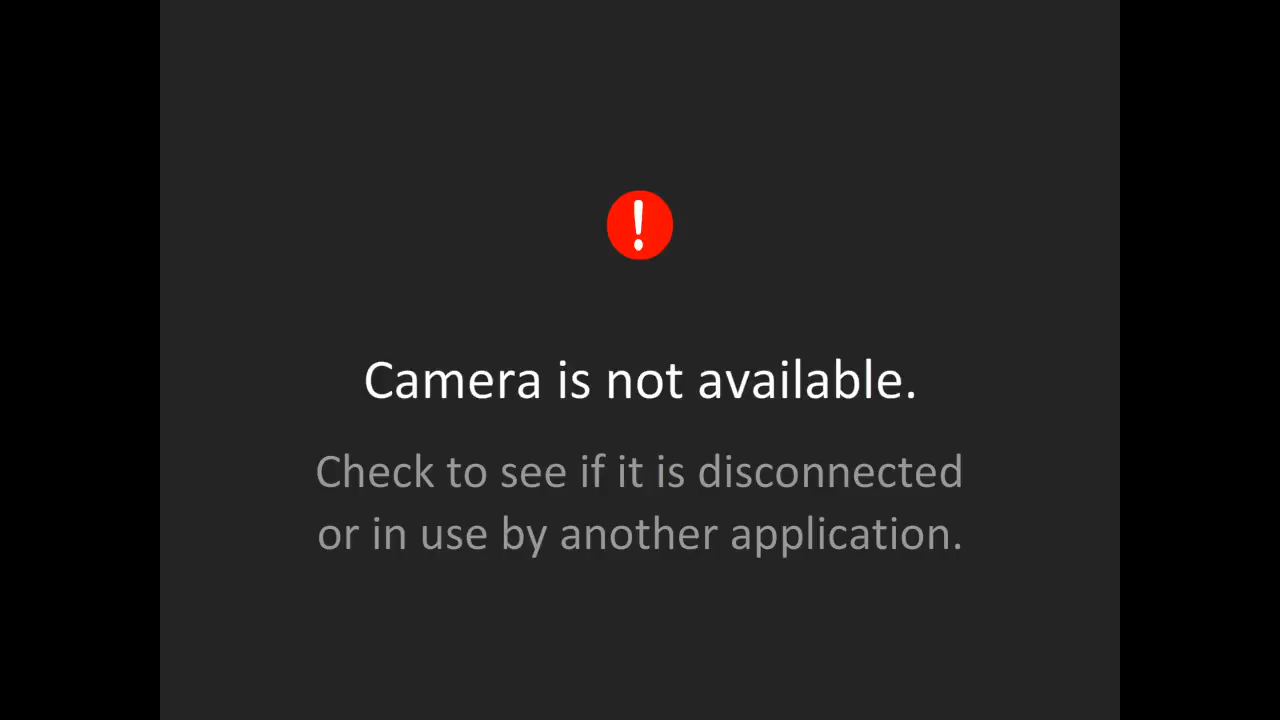 Camera is not available.
Check to see if it is disconnected
or in use by another application.